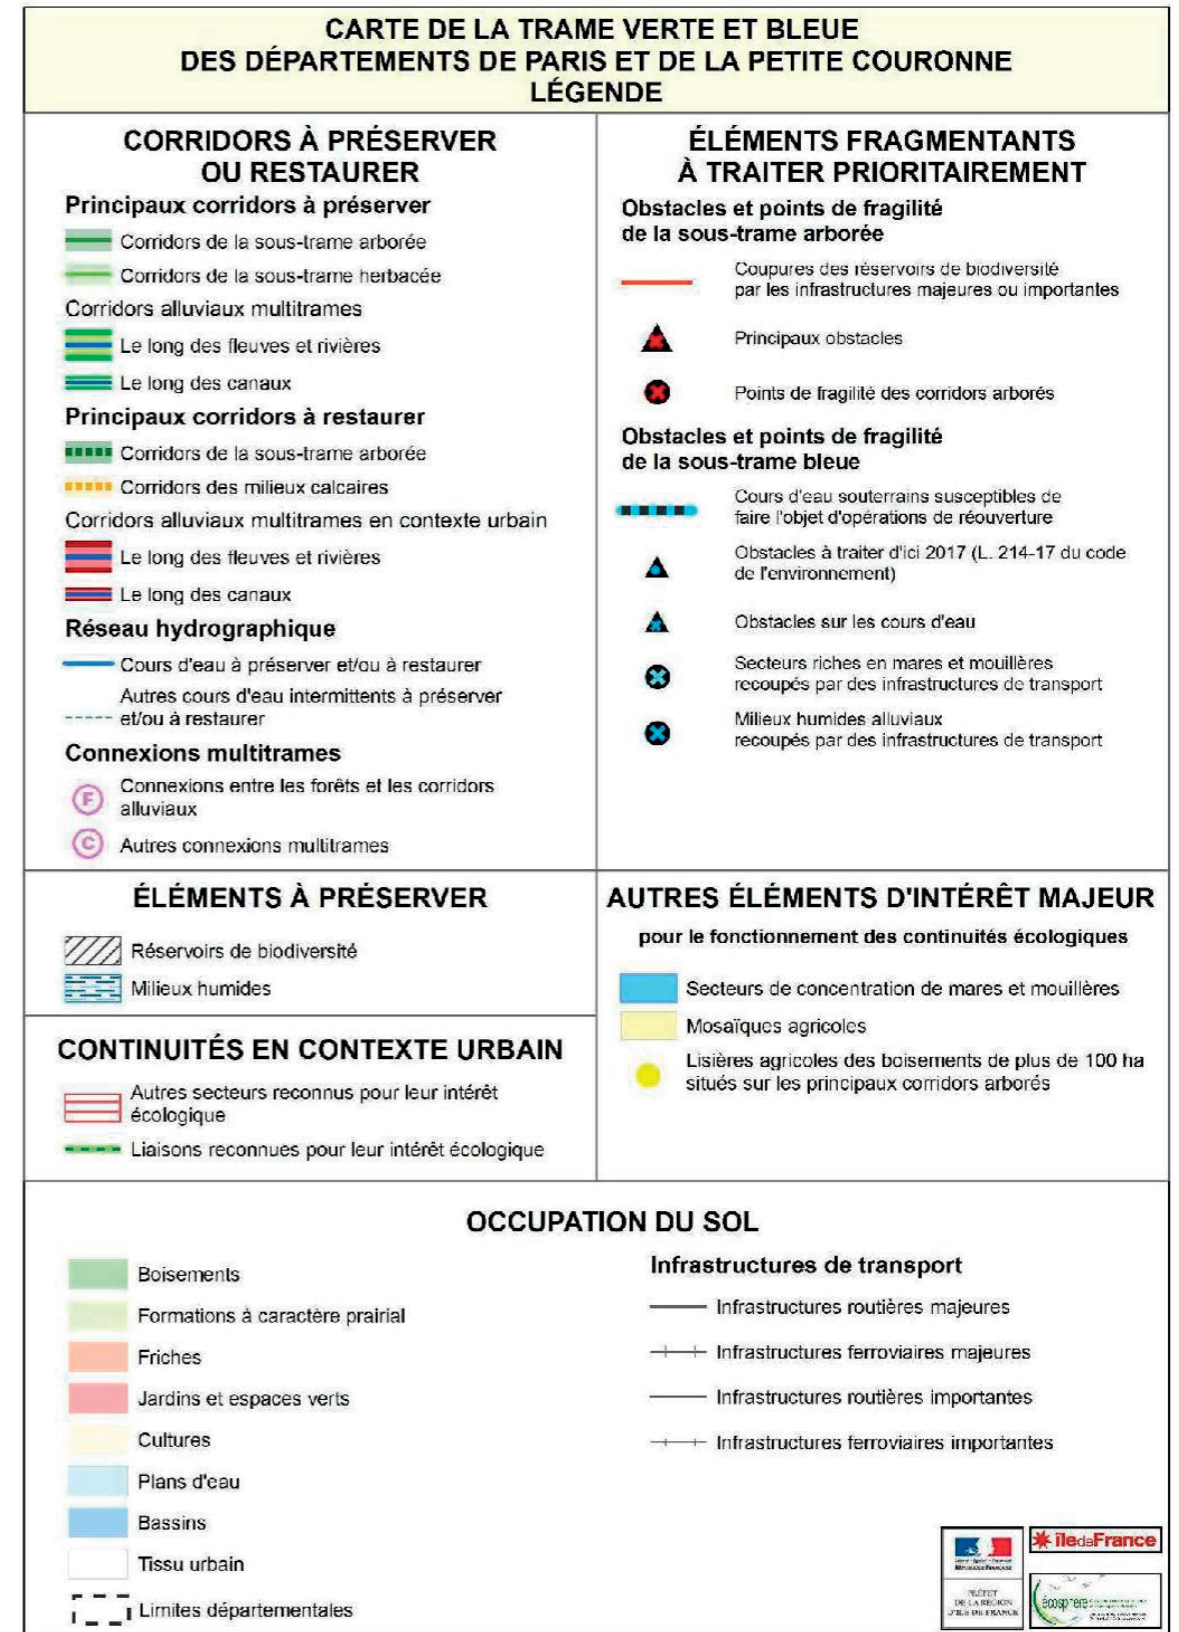 CARTE DE LA TRAME VERTE ET BLEUE
DES DÉPARTEMENTS DE PARIS ET DE LA PETITE COURONNE
LÉGENDE
CORRIDORS À PRÉSERVER
OU RESTAURER
Principaux corridors à préserver
Corridors de la sous-trame arborée
Corridors de la sous-trame herbacée
Corridors alluviaux multitrames
Le long des fleuves et rivières
Le long des canaux
Principaux corridors à restaurer
Corridors de la sous-trame arborée
Corridors des milieux calcaires
Corridors alluviaux multitrames en contexte urbain
Le long des fleuves et rivières
Le long des canaux
Réseau hydrographique
Cours d'eau à préserver et/ou à restaurer
Autres cours d'eau intermittents à préserver
et/ou à restaurer
Connexions multitrames
F
Connexions entre les forêts et les corridors
alluviaux
C
Autres connexions multitrames
ÉLÉMENTS FRAGMENTANTS
À TRAITER PRIORITAIREMENT
Obstacles et points de fragilité
de la sous-trame arborée
Coupures des réservoirs de biodiversité
par les infrastructures majeures ou importantes
Principaux obstacles
Points de fragilité des corridors arborés
Obstacles et points de fragilité
de la sous-trame bleue
Cours d'eau souterrains susceptibles de
faire l'objet d'opérations de réouverture
Obstacles à traiter d'ici 2017 (L. 214-17 du code
de l'environnement)
Obstacles sur les cours d'eau
Secteurs riches en mares et mouillères
recoupés par des infrastructures de transport
Milieux humides alluviaux
recoupés par des infrastructures de transport
ÉLÉMENTS À PRÉSERVER
Réservoirs de biodiversité
Milieux humides
CONTINUITÉS EN CONTEXTE URBAIN
Autres secteurs reconnus pour leur intérêt
écologique
Liaisons reconnues pour leur intérêt écologique
AUTRES ÉLÉMENTS D'INTÉRÊT MAJEUR
pour le fonctionnement des continuités écologiques
Secteurs de concentration de mares et mouillères
Mosaïques agricoles
Lisières agricoles des boisements de plus de 100 ha
situés sur les principaux corridors arborés
OCCUPATION DU SOL
Boisements
Formations à caractère prairial
Friches
Jardins et espaces verts
Cultures
Plans d'eau
Bassins
Tissu urbain
Limites départementales
Infrastructures de transport
Infrastructures routières majeures
Infrastructures ferroviaires majeures
Infrastructures routières importantes
Infrastructures ferroviaires importantes
PRÉFET
DE LA RÉGION
D'ÎLE DE FRANCE
îledeFrance
écosphère